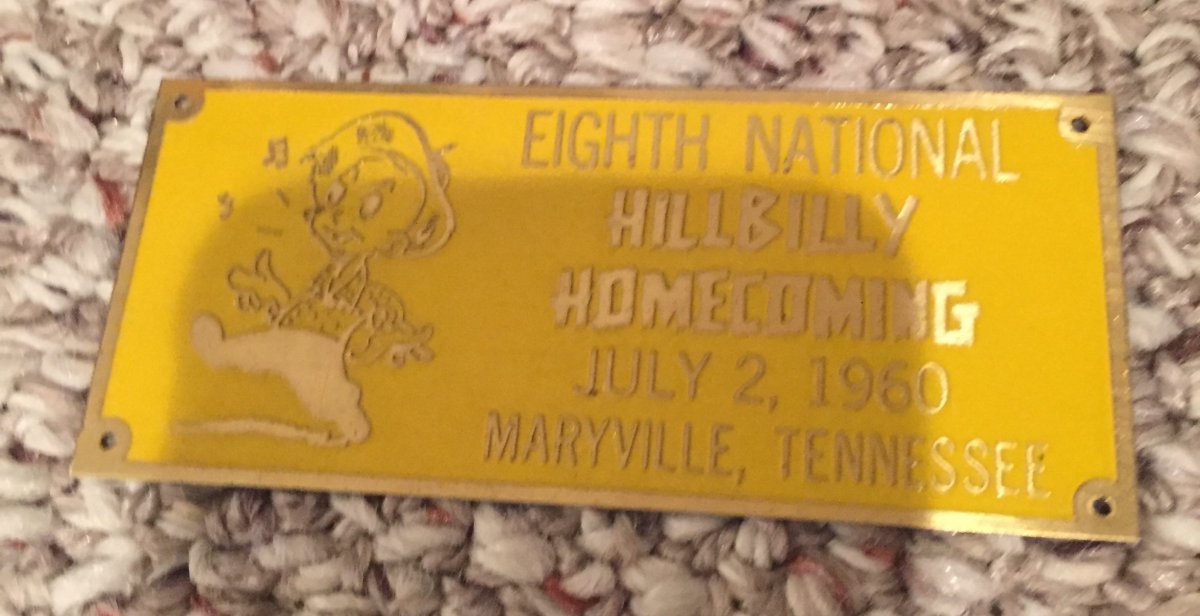 EIGHTH NATIONAL
HILLBILLY
HOMECOMING
JULY 2, 1960
MARYVILLE, TENNESSEE